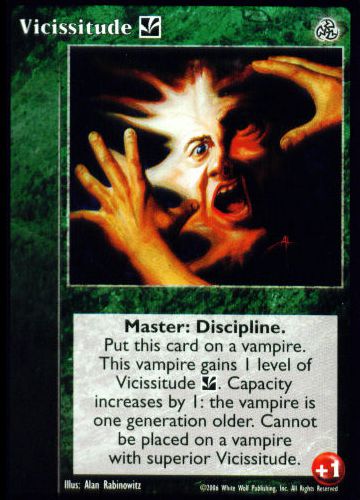 Vicissitude
Master: Discipline.
Put this card on a vampire.
This vampire gains 1 level of
Vicissitude . Capacity
increases by 1: the vampire is
one generation older. Cannot
be placed on a vampire
with superior Vicissitude.
+1
Illus: Alan Rabinowitz
©2006 White Wolf Publishing, Inc. All Rights Reserved